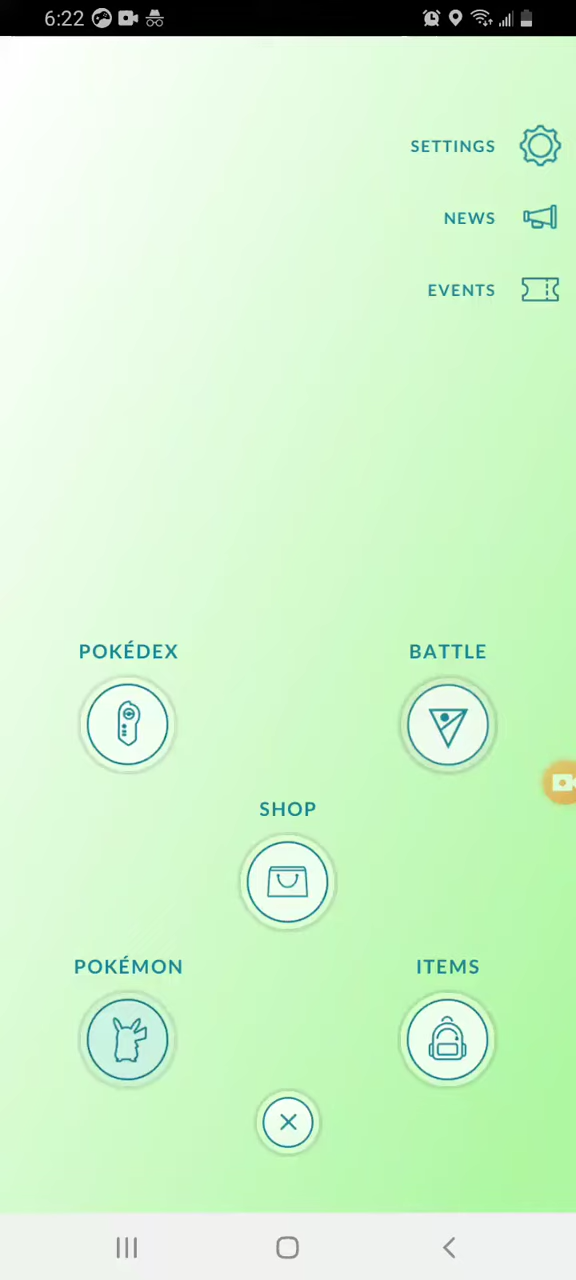 6:22
SETTINGS
NEWS
EVENTS
POKÉDEX
BATTLE
SHOP
POKÉMON
ITEMS